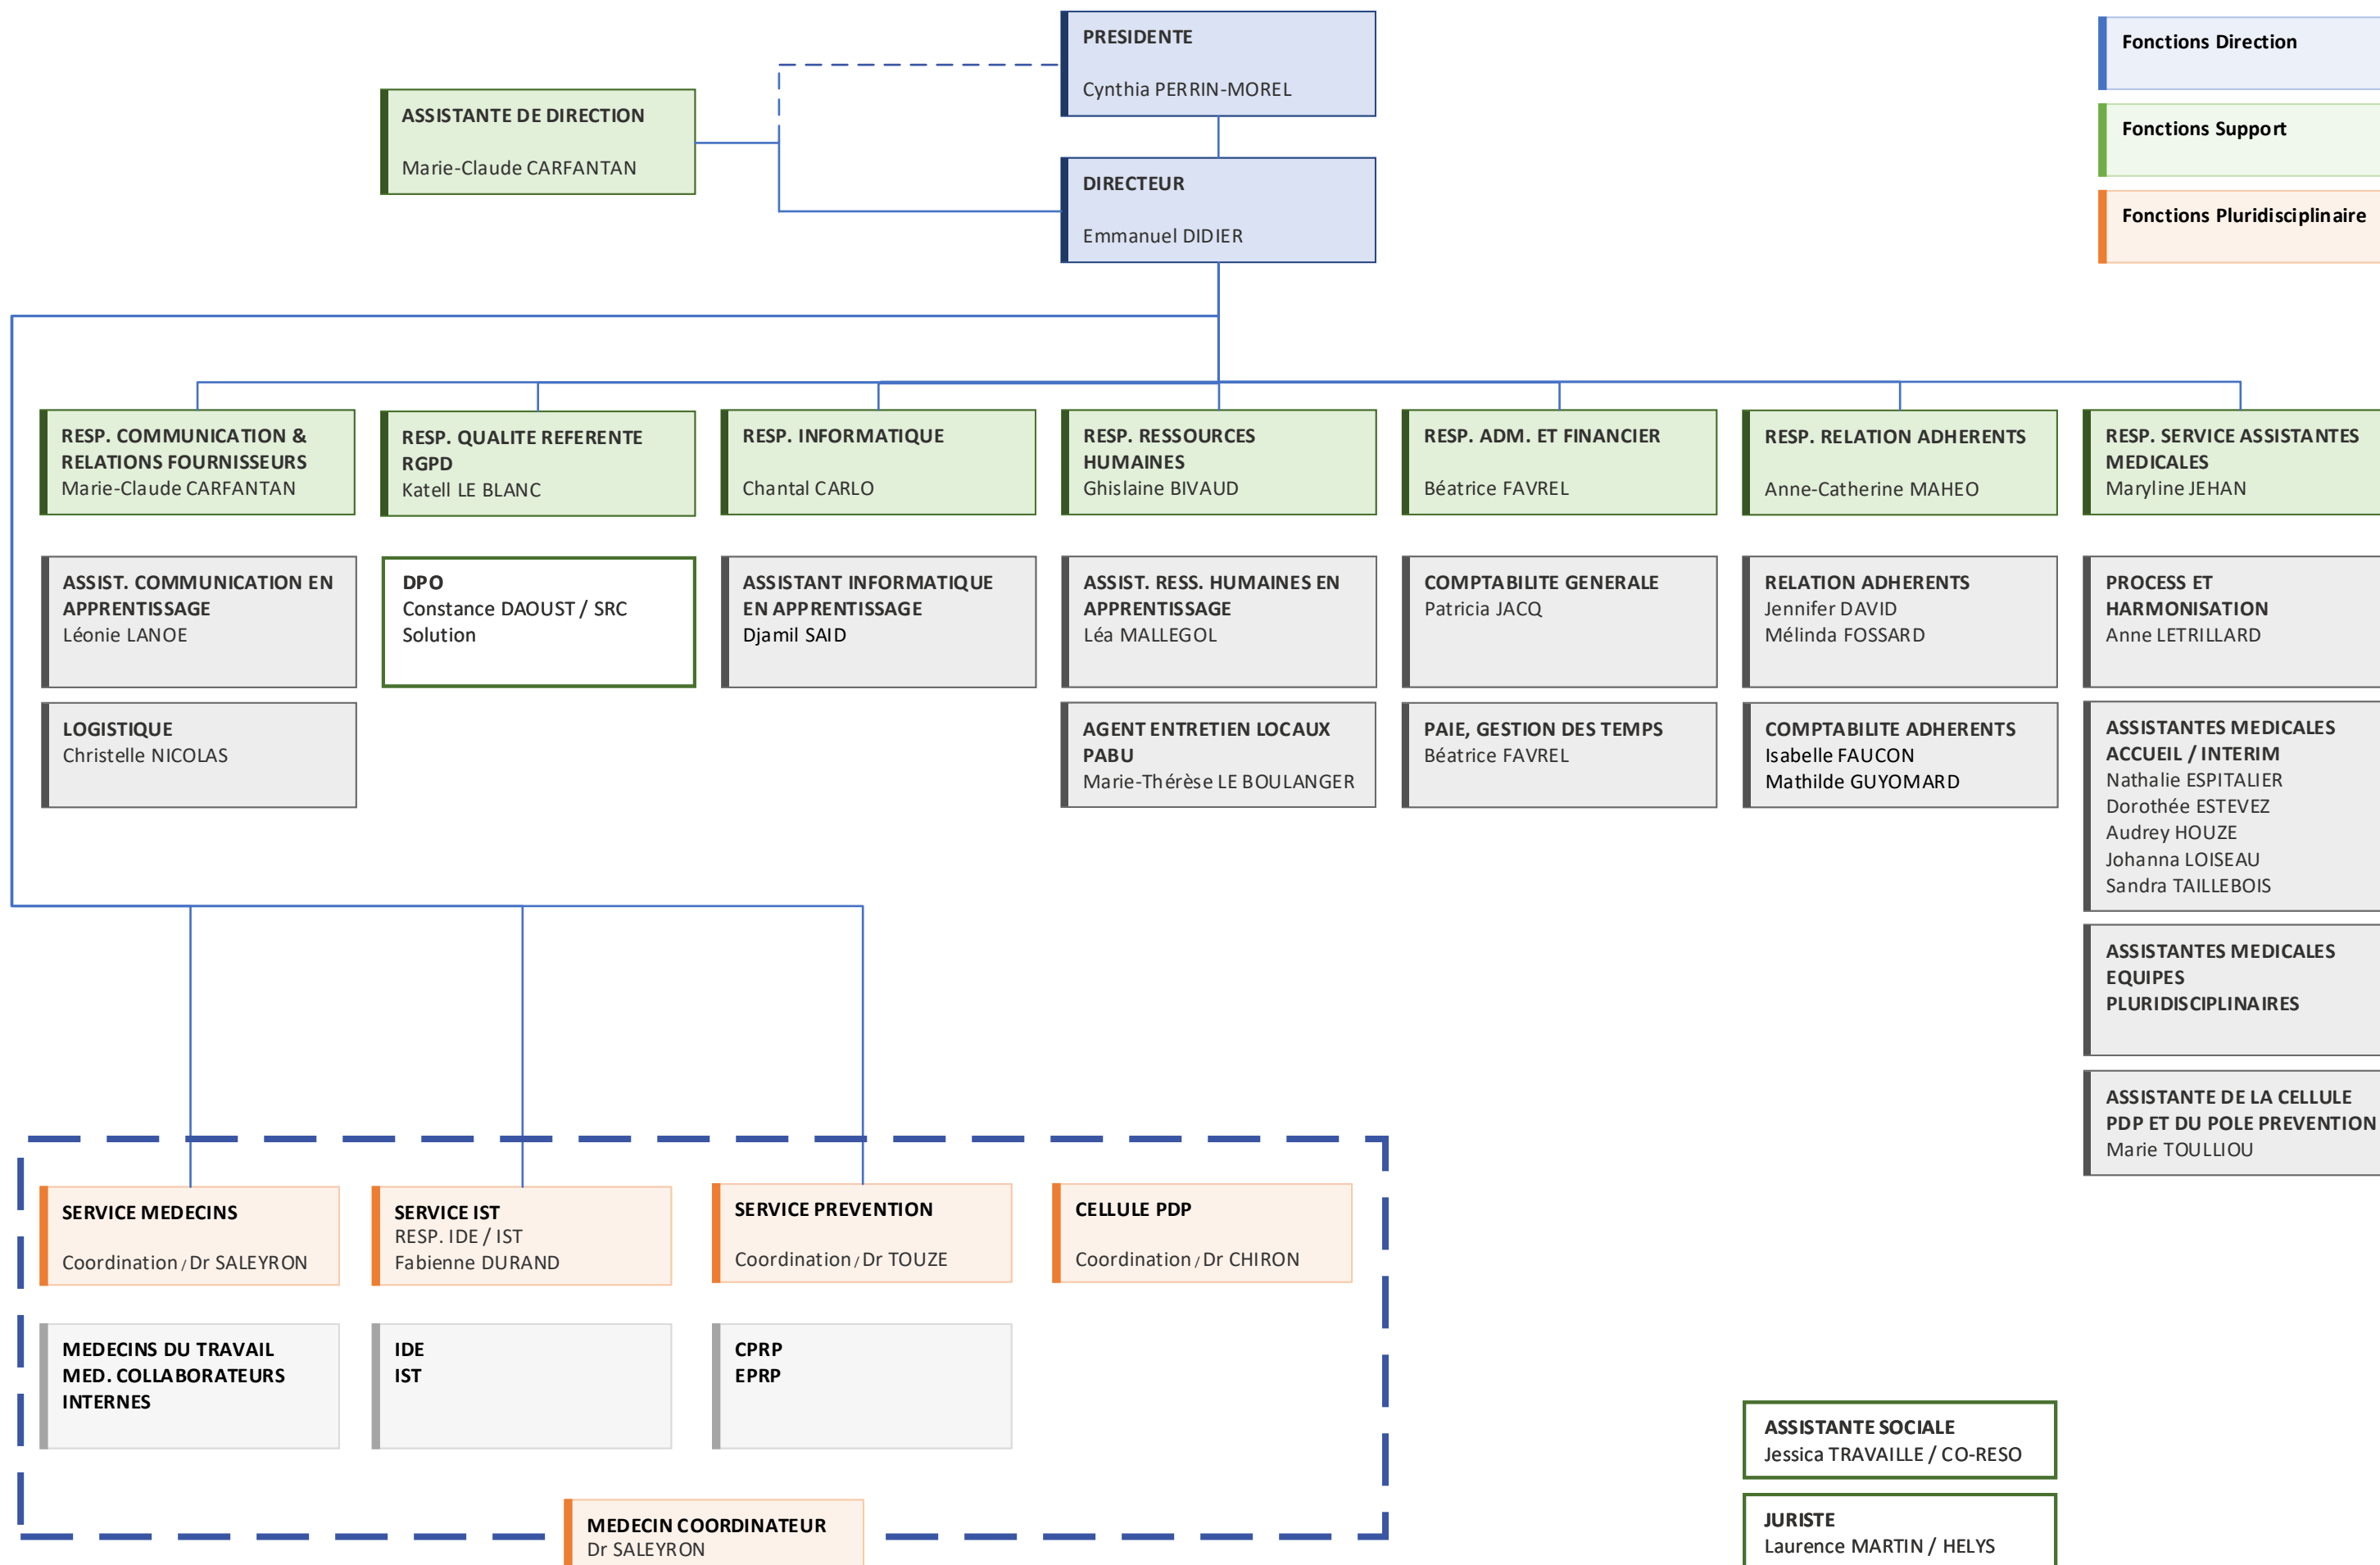 PRESIDENTE
Cynthia PERRIN-MOREL
Fonctions Direction
ASSISTANTE DE DIRECTION
Marie-Claude CARFANTAN
Fonctions Support
DIRECTEUR
Emmanuel DIDIER
Fonctions Pluridisciplinaire
RESP. COMMUNICATION &
RELATIONS FOURNISSEURS
Marie-Claude CARFANTAN
RESP. QUALITE REFERENTE
RGPD
Katell LE BLANC
RESP. INFORMATIQUE
Chantal CARLO
RESP. RESSOURCES
HUMAINES
Ghislaine BIVAUD
RESP. ADM. ET FINANCIER
Béatrice FAVREL
RESP. RELATION ADHERENTS
Anne-Catherine MAHEO
RESP. SERVICE ASSISTANTES
MEDICALES
Maryline JEHAN
ASSIST. COMMUNICATION EN
APPRENTISSAGE
Léonie LANOE
DPO
Constance DAOUST / SRC
Solution
ASSISTANT INFORMATIQUE
EN APPRENTISSAGE
Djamil SAID
ASSIST. RESS. HUMAINES EN
APPRENTISSAGE
Léa MALLEGOL
COMPTABILITE GENERALE
Patricia JACQ
RELATION ADHERENTS
Jennifer DAVID
Mélinda FOSSARD
PROCESS ET
HARMONISATION
Anne LETRILLARD
LOGISTIQUE
Christelle NICOLAS
AGENT ENTRETIEN LOCAUX
PABU
Marie-Thérèse LE BOULANGER
PAIE, GESTION DES TEMPS
Béatrice FAVREL
COMPTABILITE ADHERENTS
Isabelle FAUCON
Mathilde GUYOMARD
ASSISTANTES MEDICALES
ACCUEIL / INTERIM
Nathalie ESPITALIER
Dorothée ESTEVEZ
Audrey HOUZE
Johanna LOISEAU
Sandra TAILLEBOIS
ASSISTANTES MEDICALES
EQUIPES
PLURIDISCIPLINAIRES
ASSISTANTE DE LA CELLULE
PDP ET DU POLE PREVENTION
Marie TOULLIOU
SERVICE MEDECINS
Coordination / Dr SALEYRON
SERVICE IST
RESP. IDE / IST
Fabienne DURAND
SERVICE PREVENTION
Coordination / Dr TOUZE
CELLULE PDP
Coordination / Dr CHIRON
MEDECINS DU TRAVAIL
MED. COLLABORATEURS
INTERNES
IDE
IST
CPRP
EPRP
ASSISTANTE SOCIALE
Jessica TRAVAILLE / CO-RESO
MEDECIN COORDINATEUR
Dr SALEYRON
JURISTE
Laurence MARTIN / HELYS